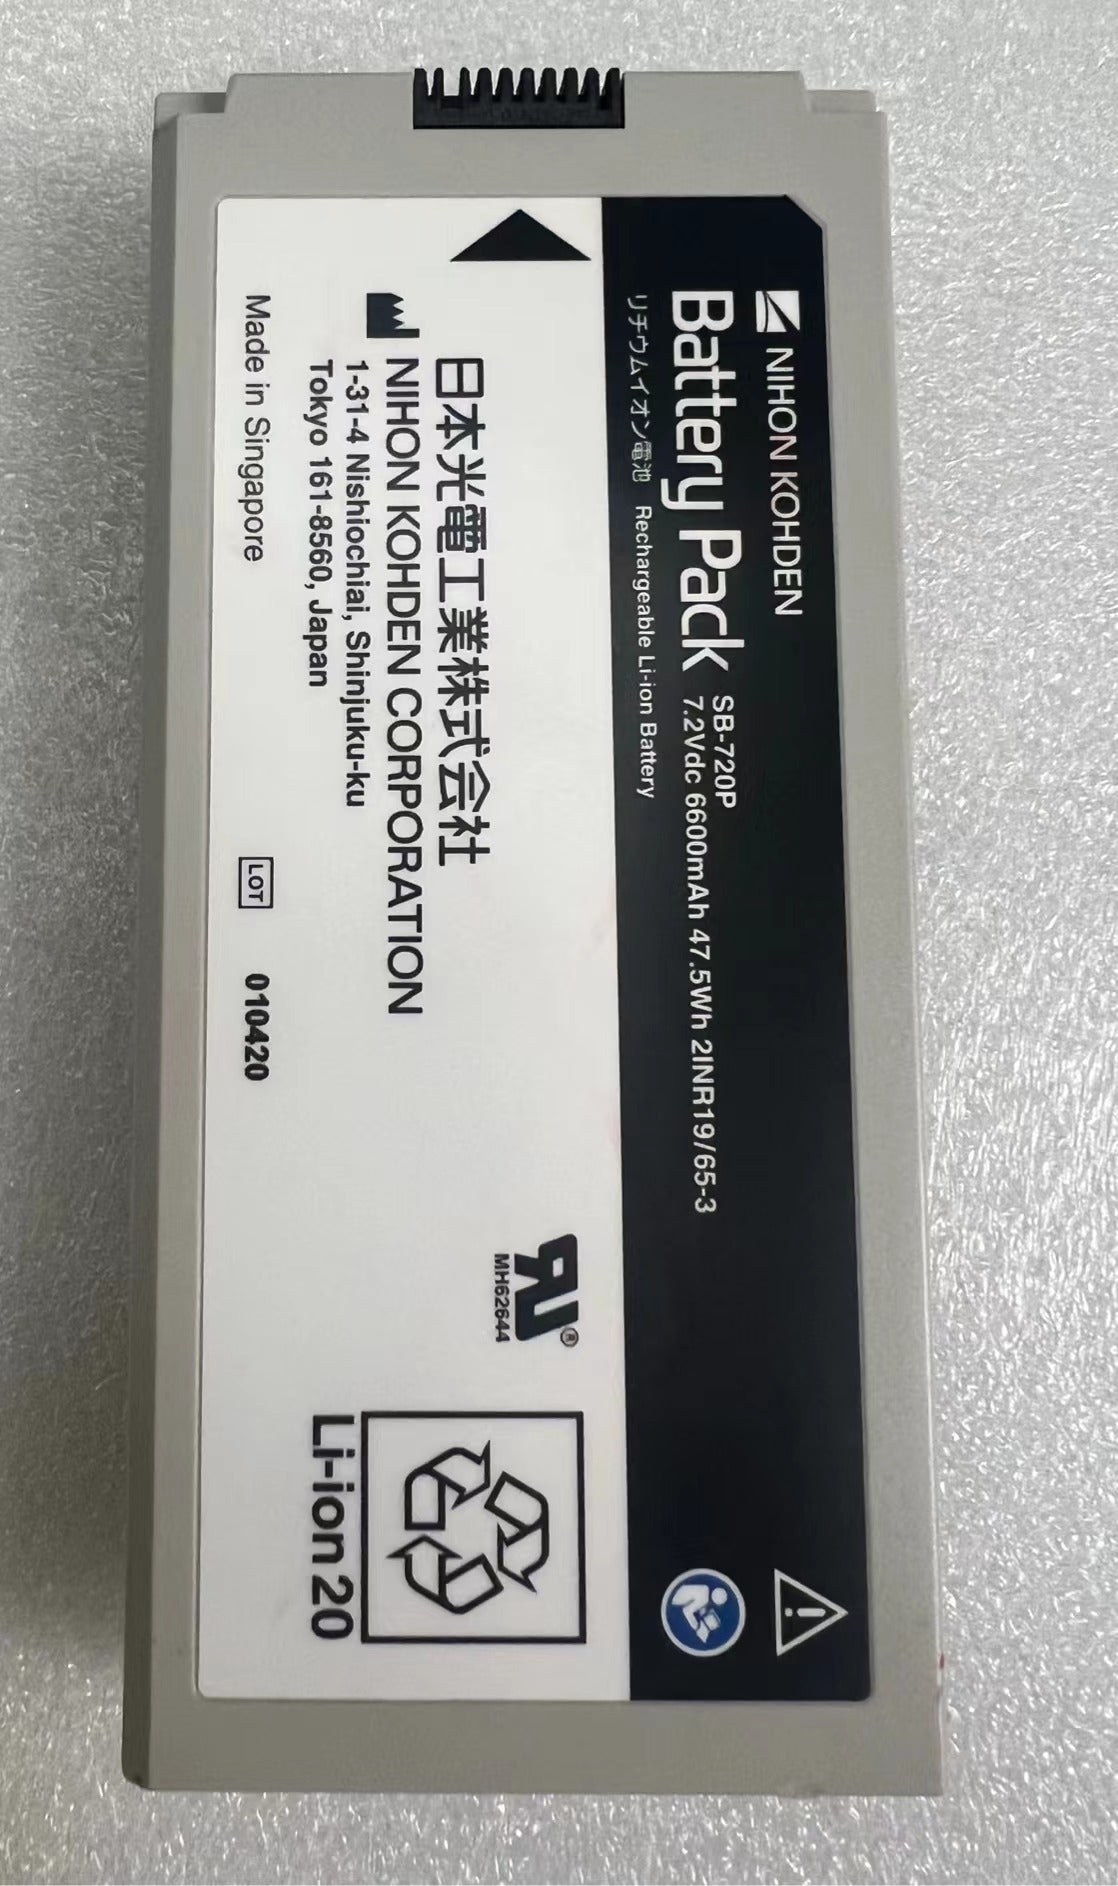 NIHON KOHDEN
Battery Pack SB-720P
7.2Vdc 6600mAh 47.5Wh 2INR19/65-3
リチウムイオン電池 Rechargeable Li-ion Battery
日本光電工業株式会社
NIHON KOHDEN CORPORATION
1-31-4 Nishiochiai, Shinjuku-ku
Tokyo 161-8560, Japan
Made in Singapore
LOT 010420
RU®
MH62644
Li-ion 20